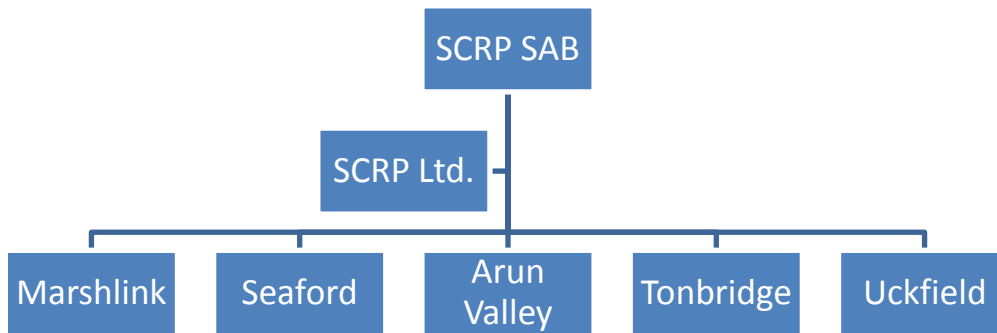 SCRP SAB
SCRP Ltd.
Marshlink
Seaford
Arun
Valley
Tonbridge
Uckfield